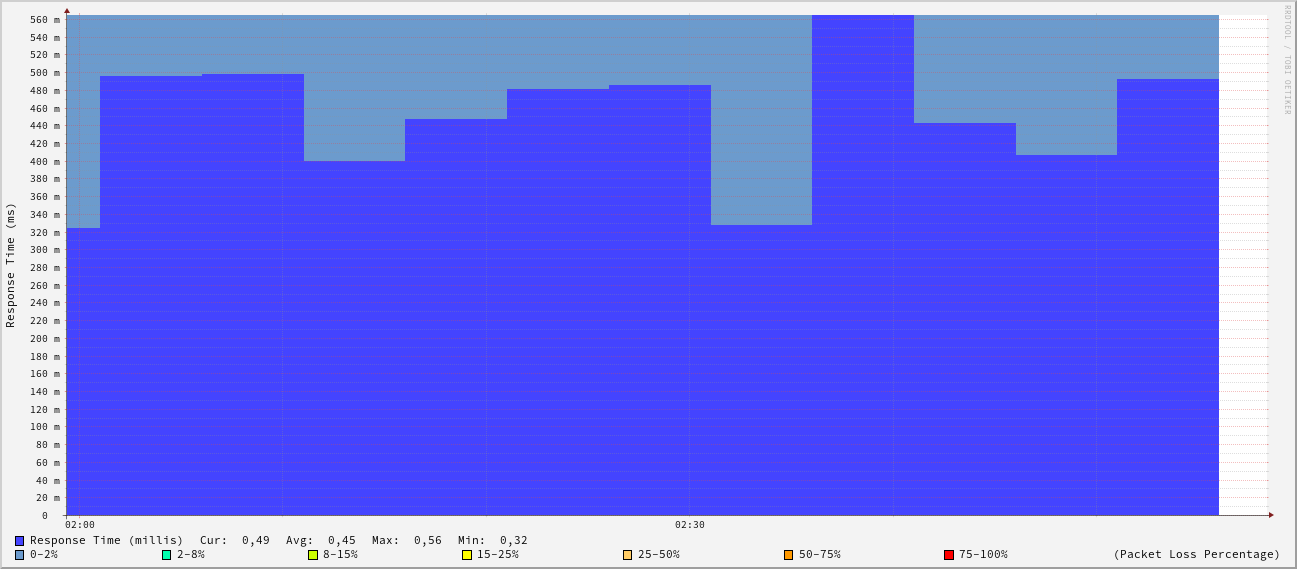 RRDTOOL / TOBI OETIKER
Response Time (ms)
560 m
540 m
520 m
500 m
480 m
460 m
440 m
420 m
400 m
380 m
360 m
340 m
320 m
300 m
280 m
260 m
240 m
220 m
200 m
180 m
160 m
140 m
120 m
100 m
80 m
60 m
40 m
20 m
0
02:00 02:30
Response Time (millis) Cur: 0,49 Avg: 0,45 Max: 0,56 Min: 0,32
0-2% 2-8% 8-15% 15-25% 25-50% 50-75% 75-100% (Packet Loss Percentage)